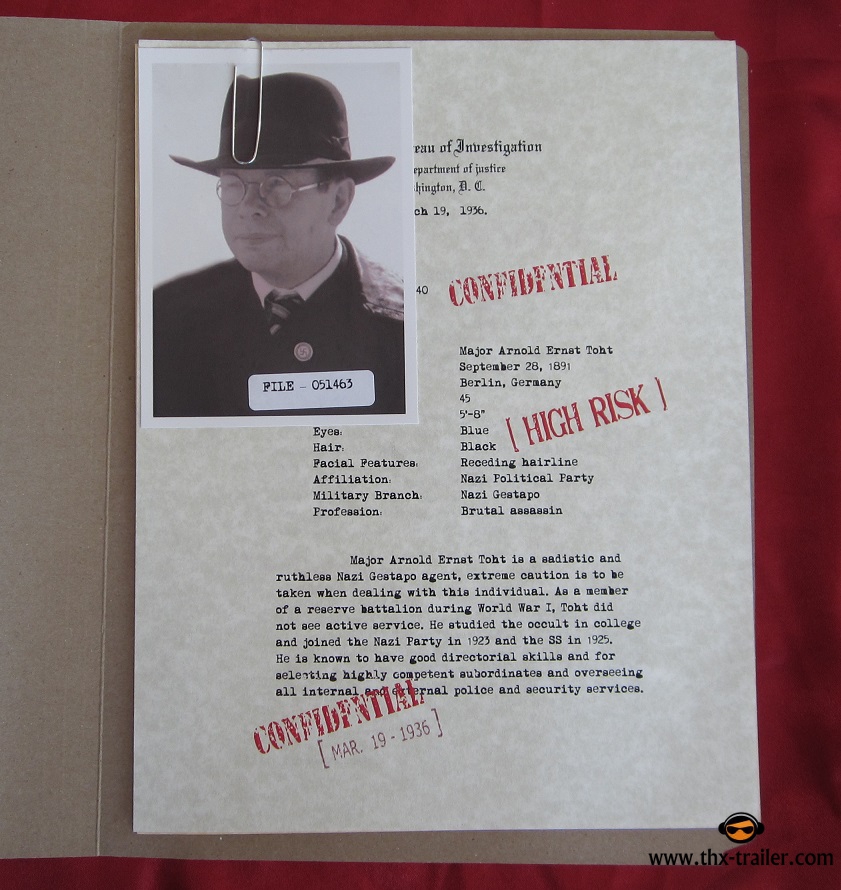 eau of Investigation
epartment of justice
hington, D. C.
ch 19, 1936.
40
CONFIDENTIAL
FILE - 051463
Major Arnold Ernst Toht
September 28, 1891
Berlin, Germany
45
5'-8"
[ HIGH RISK ]
Eyes: Blue
Hair: Black
Facial Features: Receding hairline
Affiliation: Nazi Political Party
Military Branch: Nazi Gestapo
Profession: Brutal assassin
Major Arnold Ernst Toht is a sadistic and
ruthless Nazi Gestapo agent, extreme caution is to be
taken when dealing with this individual. As a member
of a reserve battalion during World War I, Toht did
not see active service. He studied the occult in college
and joined the Nazi Party in 1923 and the SS in 1925.
He is known to have good directorial skills and for
selecting highly competent subordinates and overseeing
all internal and external police and security services.
CONFIDENTIAL
[ MAR. 19 - 1936 ]
www.thx-trailer.com